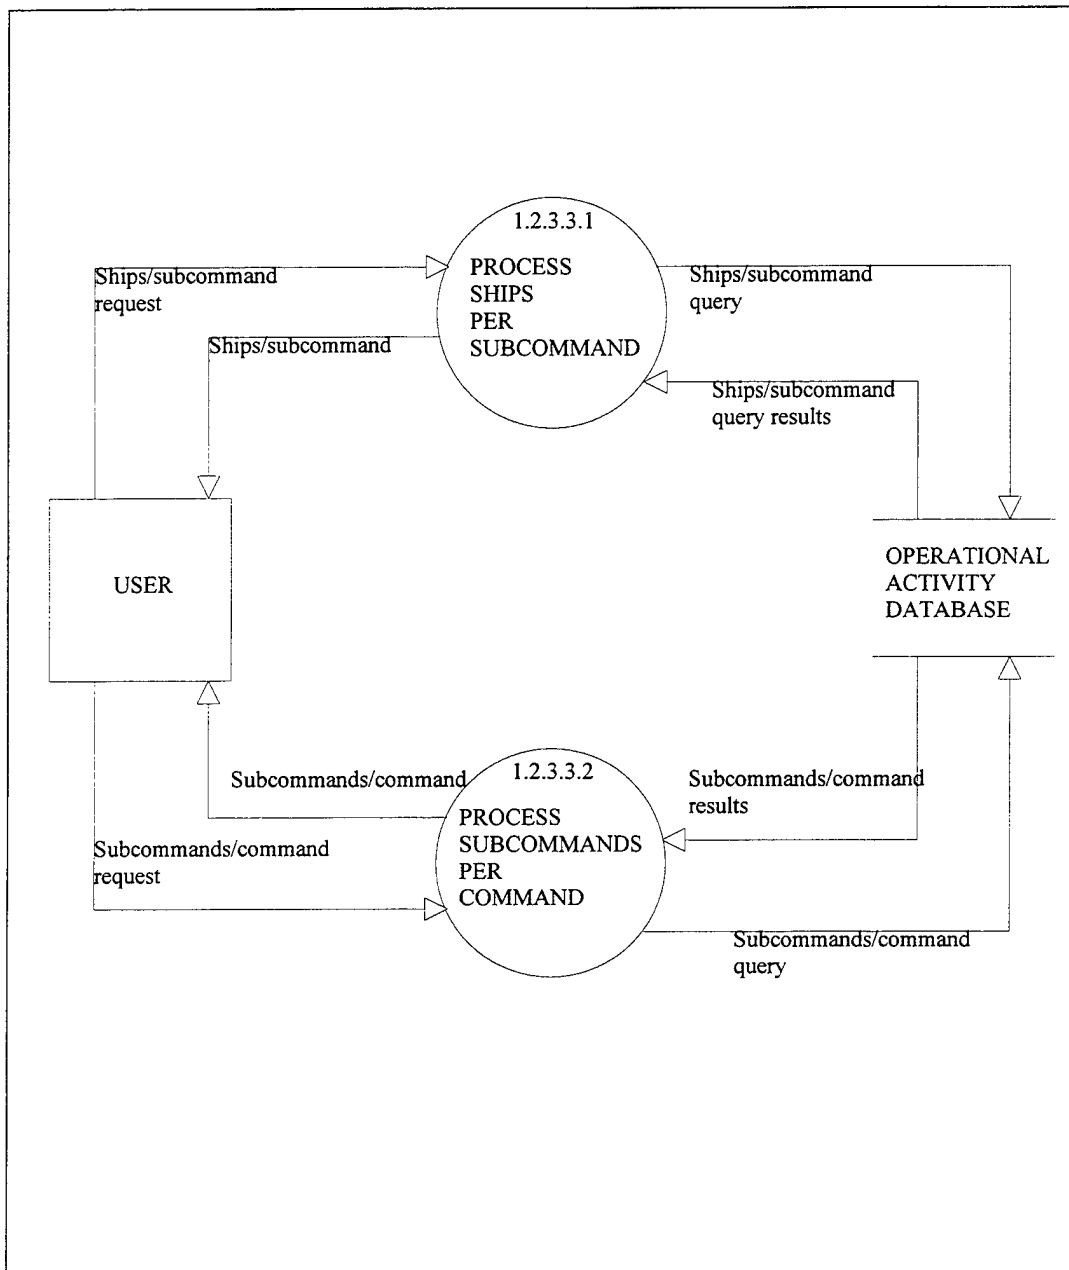 1.2.3.3.1
PROCESS
SHIPS
PER
SUBCOMMAND
Ships/subcommand
request
Ships/subcommand
query
Ships/subcommand
Ships/subcommand
query results
USER
OPERATIONAL
ACTIVITY
DATABASE
1.2.3.3.2
PROCESS
SUBCOMMANDS
PER
COMMAND
Subcommands/command
Subcommands/command
results
Subcommands/command
request
Subcommands/command
query